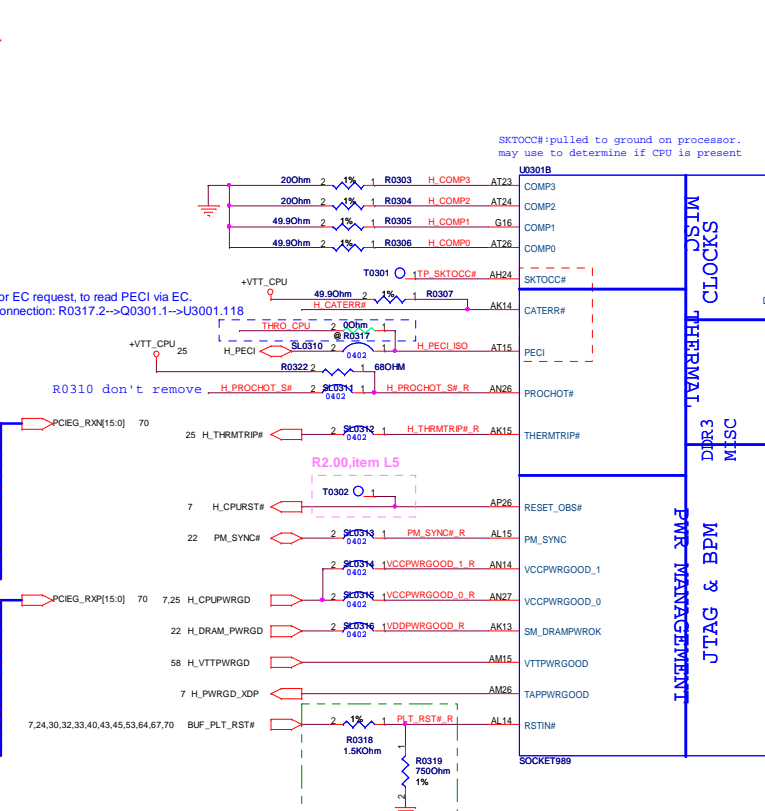 SKTOCC#:pulled to ground on processor.
may use to determine if CPU is present
U0301B
20Ohm 2 1% 1 R0303 H_COMP3 AT23 COMP3
20Ohm 2 1% 1 R0304 H_COMP2 AT24 COMP2
49.9Ohm 2 1% 1 R0305 H_COMP1 G16 COMP1
49.9Ohm 2 1% 1 R0306 H_COMP0 AT26 COMP0
MISC
CLOCKS
T0301 1 TP_SKTOCC# AH24 SKTOCC#
+VTT_CPU
or EC request, to read PECI via EC.
49.9Ohm 2 1% 1 R0307
H_CATERR# AK14 CATERR#
onnection: R0317.2-->Q0301.1-->U3001.118
THRO_CPU 2 0Ohm 1
@ R0317
+VTT_CPU 25 H_PECI SL0310 2 1 H_PECI_ISO AT15 PECI
0402
THERMAL
R0322 2 1 68OHM
R0310 don't remove H_PROCHOT_S# 2 SL0311 1 H_PROCHOT_S#_R AN26 PROCHOT#
0402
PCIEG_RXN[15:0] 70
25 H_THRMTRIP# 2 SL0312 1 H_THRMTRIP#_R AK15 THERMTRIP#
0402
DDR3
MISC
R2.00,item L5
T0302 1
7 H_CPURST# AP26 RESET_OBS#
22 PM_SYNC# 2 SL0313 1 PM_SYNC#_R AL15 PM_SYNC
0402
2 SL0314 1 VCCPWRGOOD_1_R AN14 VCCPWRGOOD_1
0402
PCIEG_RXP[15:0] 70
7,25 H_CPUPWRGD 2 SL0315 1 VCCPWRGOOD_0_R AN27 VCCPWRGOOD_0
0402
22 H_DRAM_PWRGD 2 SL0316 1 VDDPWRGOOD_R AK13 SM_DRAMPWROK
0402
PWR MANAGEMENT
JTAG & BPM
58 H_VTTPWRGD AM15 VTTPWRGOOD
7 H_PWRGD_XDP AM26 TAPPWRGOOD
7,24,30,32,33,40,43,45,53,64,67,70 BUF_PLT_RST# 2 1% 1 PLT_RST#_R AL14 RSTIN#
R0318
1.5KOhm
1
R0319
750Ohm
1%
2
SOCKET989